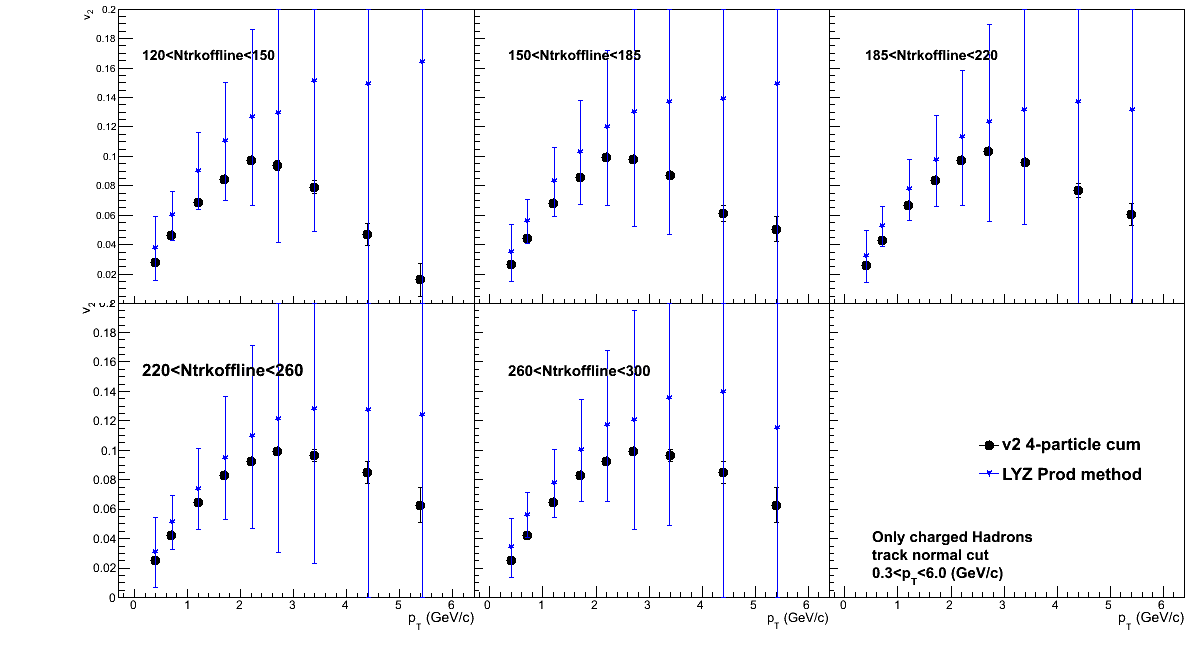 v2
0.2
0.18
0.16
0.14
0.12
0.1
0.08
0.06
0.04
0.02
120<Ntrkoffline<150
150<Ntrkoffline<185
185<Ntrkoffline<220
v2
0.18
0.16
0.14
0.12
0.1
0.08
0.06
0.04
0.02
0
220<Ntrkoffline<260
260<Ntrkoffline<300
v2 4-particle cum
LYZ Prod method
Only charged Hadrons
track normal cut
0.3<pT<6.0 (GeV/c)
0 1 2 3 4 5 6
0 1 2 3 4 5 6
0 1 2 3 4 5 6
pT (GeV/c)
pT (GeV/c)
pT (GeV/c)